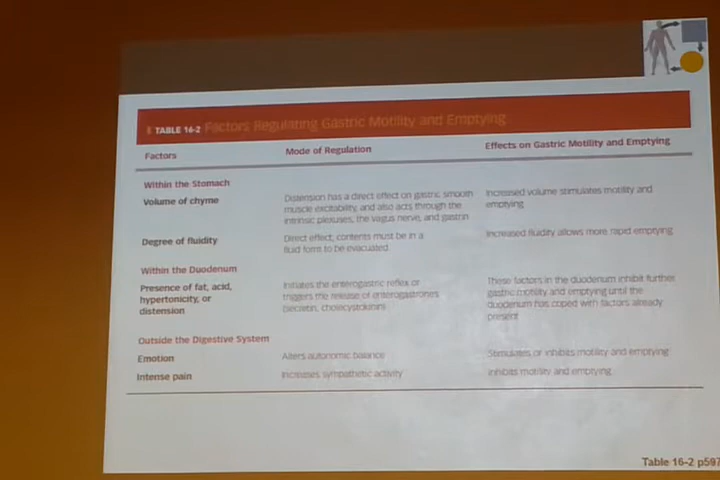 TABLE 16-2 Factors Regulating Gastric Motility and Emptying
Factors Mode of Regulation Effects on Gastric Motility and Emptying
Within the Stomach
Volume of chyme Distension has a direct effect on gastric smooth Increased volume stimulates motility and
muscle excitability, and also acts through the emptying
intrinsic plexuses, the vagus nerve, and gastrin
Degree of fluidity Direct effect; contents must be in a Increased fluidity allows more rapid emptying
fluid form to be evacuated
Within the Duodenum
Presence of fat, acid, Initiates the enterogastric reflex or These factors in the duodenum inhibit further
hypertonicity, or triggers the release of enterogastrones gastric motility and emptying until the
distension (secretin, cholecystokinin) duodenum has coped with factors already
present
Outside the Digestive System
Emotion Alters autonomic balance Stimulates or inhibits motility and emptying
Intense pain Increases sympathetic activity Inhibits motility and emptying
Table 16-2 p597